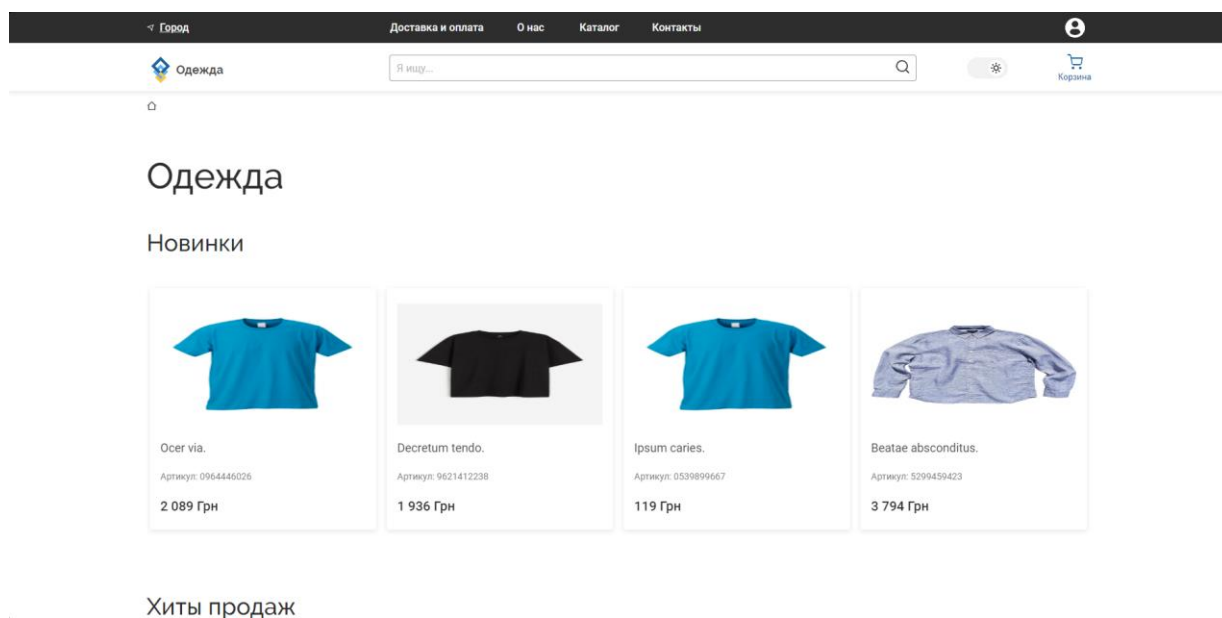 Город Доставка и оплата О нас Каталог Контакты
Одежда Я ищу... Корзина
Одежда
Новинки
Ocer via. Decretum tendo. Ipsum caries. Beatae absconditus.
Артикул: 0964446026 Артикул: 9621412238 Артикул: 0539899667 Артикул: 5299459423
2 089 Грн 1 936 Грн 119 Грн 3 794 Грн
Хиты продаж